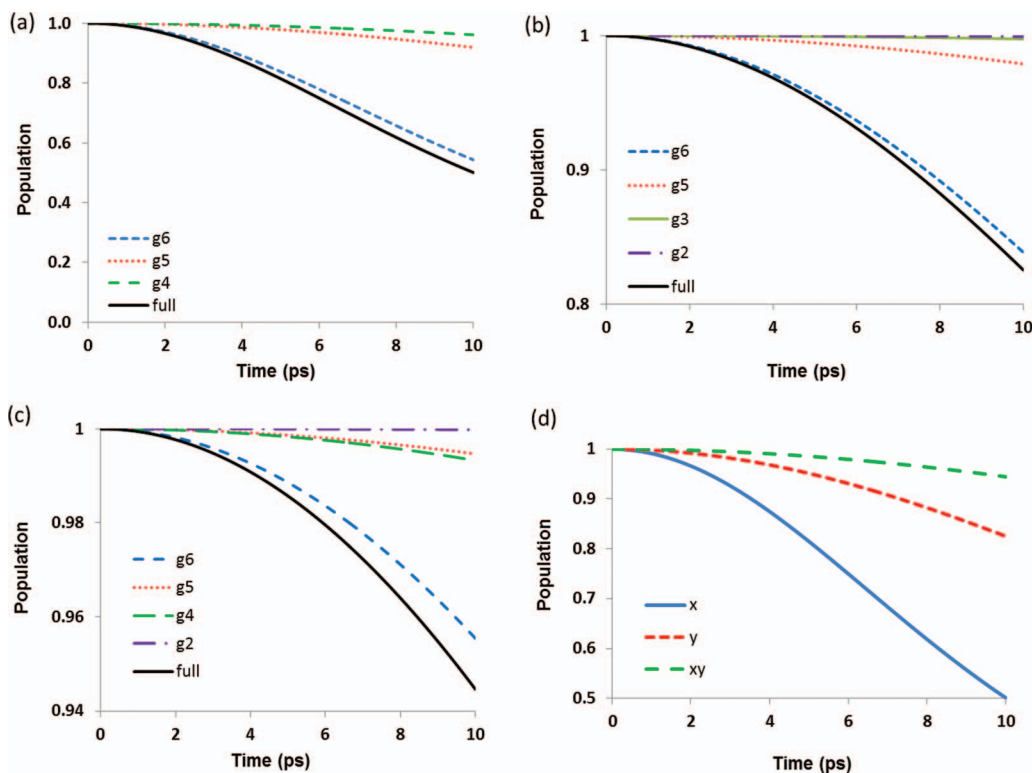 (a)
1.0
0.8
0.6
0.4
0.2
0.0
Population
g6
g5
g4
full
0 2 4 6 8 10
Time (ps)
(b)
1
0.9
0.8
Population
g6
g5
g3
g2
full
0 2 4 6 8 10
Time (ps)
(c)
1
0.98
0.96
0.94
Population
g6
g5
g4
g2
full
0 2 4 6 8 10
Time (ps)
(d)
1
0.9
0.8
0.7
0.6
0.5
Population
x
y
xy
0 2 4 6 8 10
Time (ps)